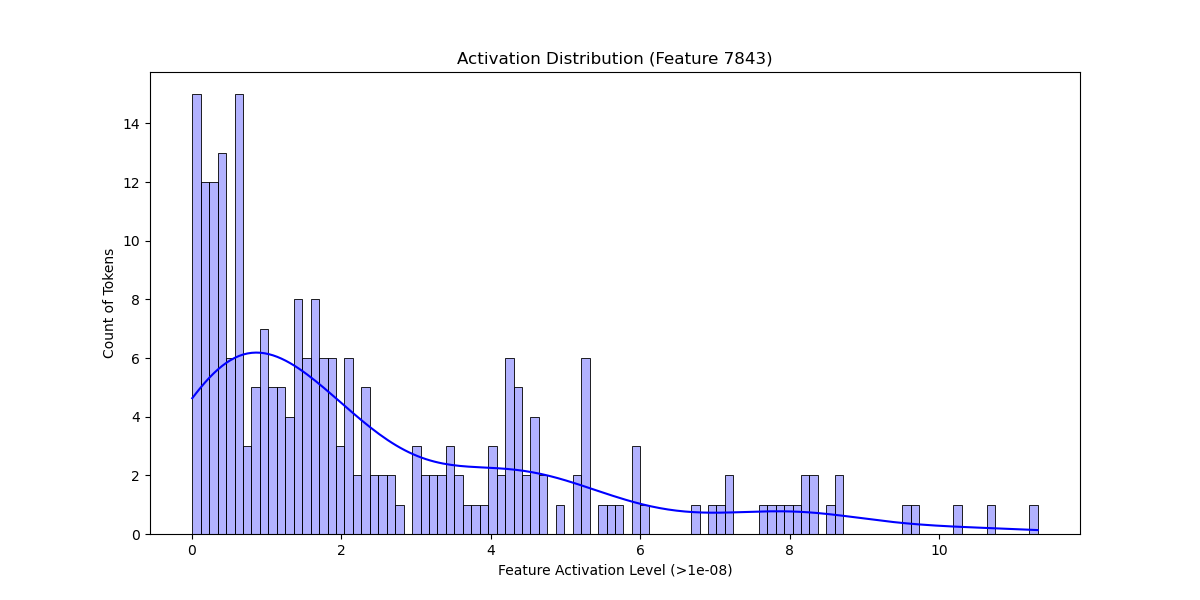 Activation Distribution (Feature 7843)
14
12
10
8
6
4
2
0
Count of Tokens
0 2 4 6 8 10
Feature Activation Level (>1e-08)